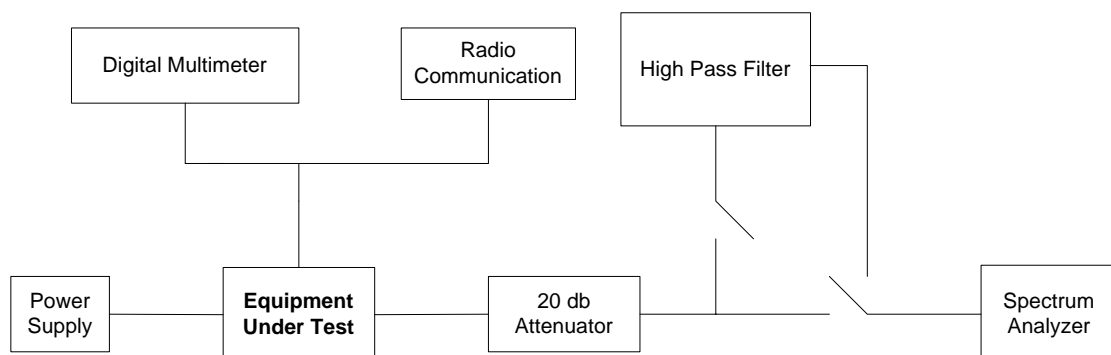 Digital Multimeter
Radio
Communication
High Pass Filter
Power
Supply
Equipment
Under Test
20 db
Attenuator
Spectrum
Analyzer